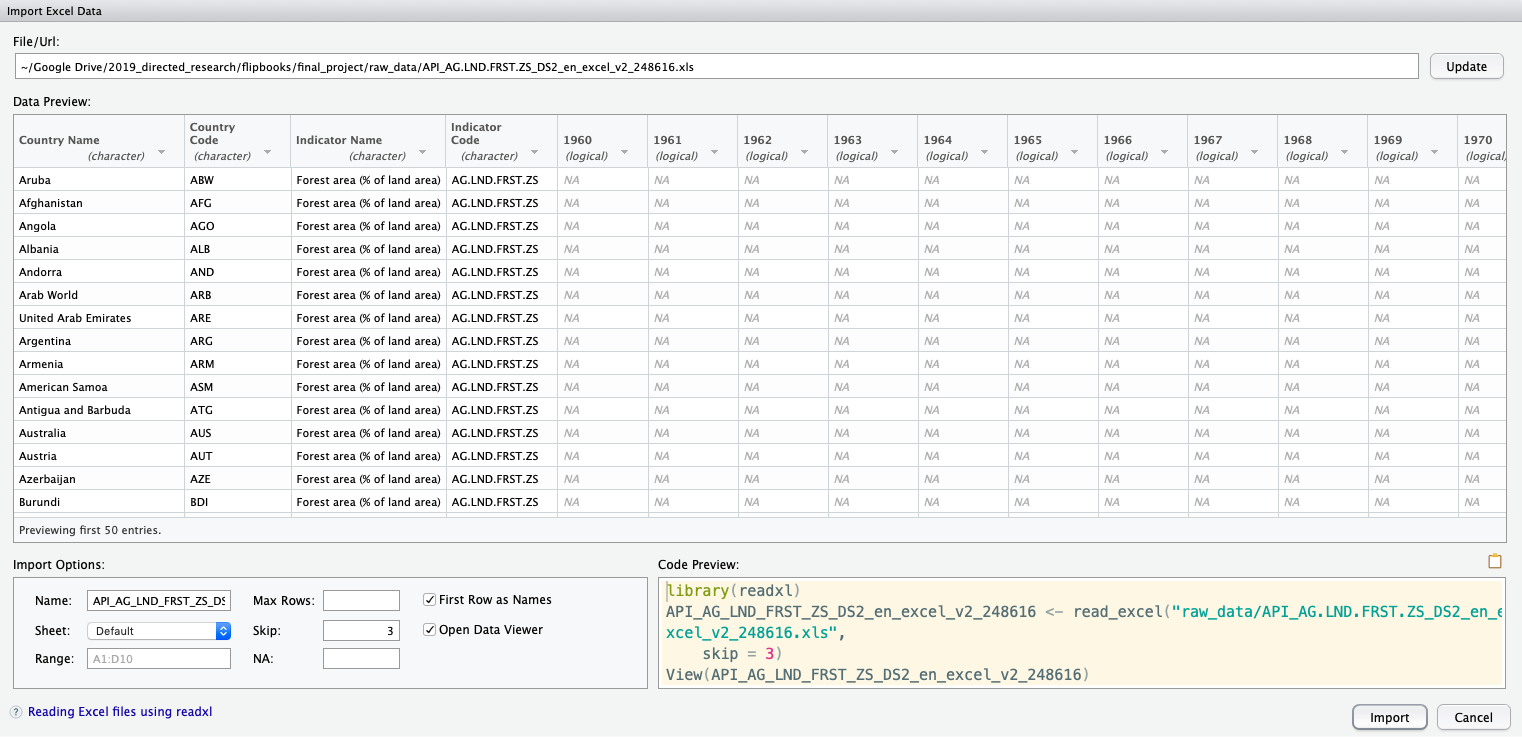 Import Excel Data
File/Url:
~/Google Drive/2019_directed_research/flipbooks/final_project/raw_data/API_AG.LND.FRST.ZS_DS2_en_excel_v2_248616.xls Update
Data Preview:
Country Name (character) Country Code (character) Indicator Name (character) Indicator Code (character) 1960 (logical) 1961 (logical) 1962 (logical) 1963 (logical) 1964 (logical) 1965 (logical) 1966 (logical) 1967 (logical) 1968 (logical) 1969 (logical) 1970 (logical
Aruba ABW Forest area (% of land area) AG.LND.FRST.ZS NA NA NA NA NA NA NA NA NA NA NA
Afghanistan AFG Forest area (% of land area) AG.LND.FRST.ZS NA NA NA NA NA NA NA NA NA NA NA
Angola AGO Forest area (% of land area) AG.LND.FRST.ZS NA NA NA NA NA NA NA NA NA NA NA
Albania ALB Forest area (% of land area) AG.LND.FRST.ZS NA NA NA NA NA NA NA NA NA NA NA
Andorra AND Forest area (% of land area) AG.LND.FRST.ZS NA NA NA NA NA NA NA NA NA NA NA
Arab World ARB Forest area (% of land area) AG.LND.FRST.ZS NA NA NA NA NA NA NA NA NA NA NA
United Arab Emirates ARE Forest area (% of land area) AG.LND.FRST.ZS NA NA NA NA NA NA NA NA NA NA NA
Argentina ARG Forest area (% of land area) AG.LND.FRST.ZS NA NA NA NA NA NA NA NA NA NA NA
Armenia ARM Forest area (% of land area) AG.LND.FRST.ZS NA NA NA NA NA NA NA NA NA NA NA
American Samoa ASM Forest area (% of land area) AG.LND.FRST.ZS NA NA NA NA NA NA NA NA NA NA NA
Antigua and Barbuda ATG Forest area (% of land area) AG.LND.FRST.ZS NA NA NA NA NA NA NA NA NA NA NA
Australia AUS Forest area (% of land area) AG.LND.FRST.ZS NA NA NA NA NA NA NA NA NA NA NA
Austria AUT Forest area (% of land area) AG.LND.FRST.ZS NA NA NA NA NA NA NA NA NA NA NA
Azerbaijan AZE Forest area (% of land area) AG.LND.FRST.ZS NA NA NA NA NA NA NA NA NA NA NA
Burundi BDI Forest area (% of land area) AG.LND.FRST.ZS NA NA NA NA NA NA NA NA NA NA NA
Previewing first 50 entries.
Import Options:
Name: API_AG_LND_FRST_ZS_DS Max Rows: First Row as Names
Sheet: Default Skip: 3 Open Data Viewer
Range: A1:D10 NA:
Code Preview:
library(readxl)
API_AG_LND_FRST_ZS_DS2_en_excel_v2_248616 <- read_excel("raw_data/API_AG.LND.FRST.ZS_DS2_en_e
xcel_v2_248616.xls",
    skip = 3)
View(API_AG_LND_FRST_ZS_DS2_en_excel_v2_248616)
? Reading Excel files using readxl
Import Cancel